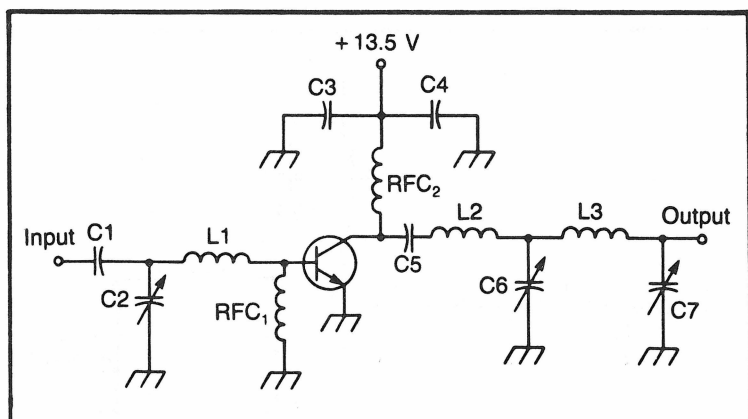 + 13.5 V
C3
C4
RFC₂
Input
C1
L1
L2
L3
Output
C5
C2
RFC₁
C6
C7